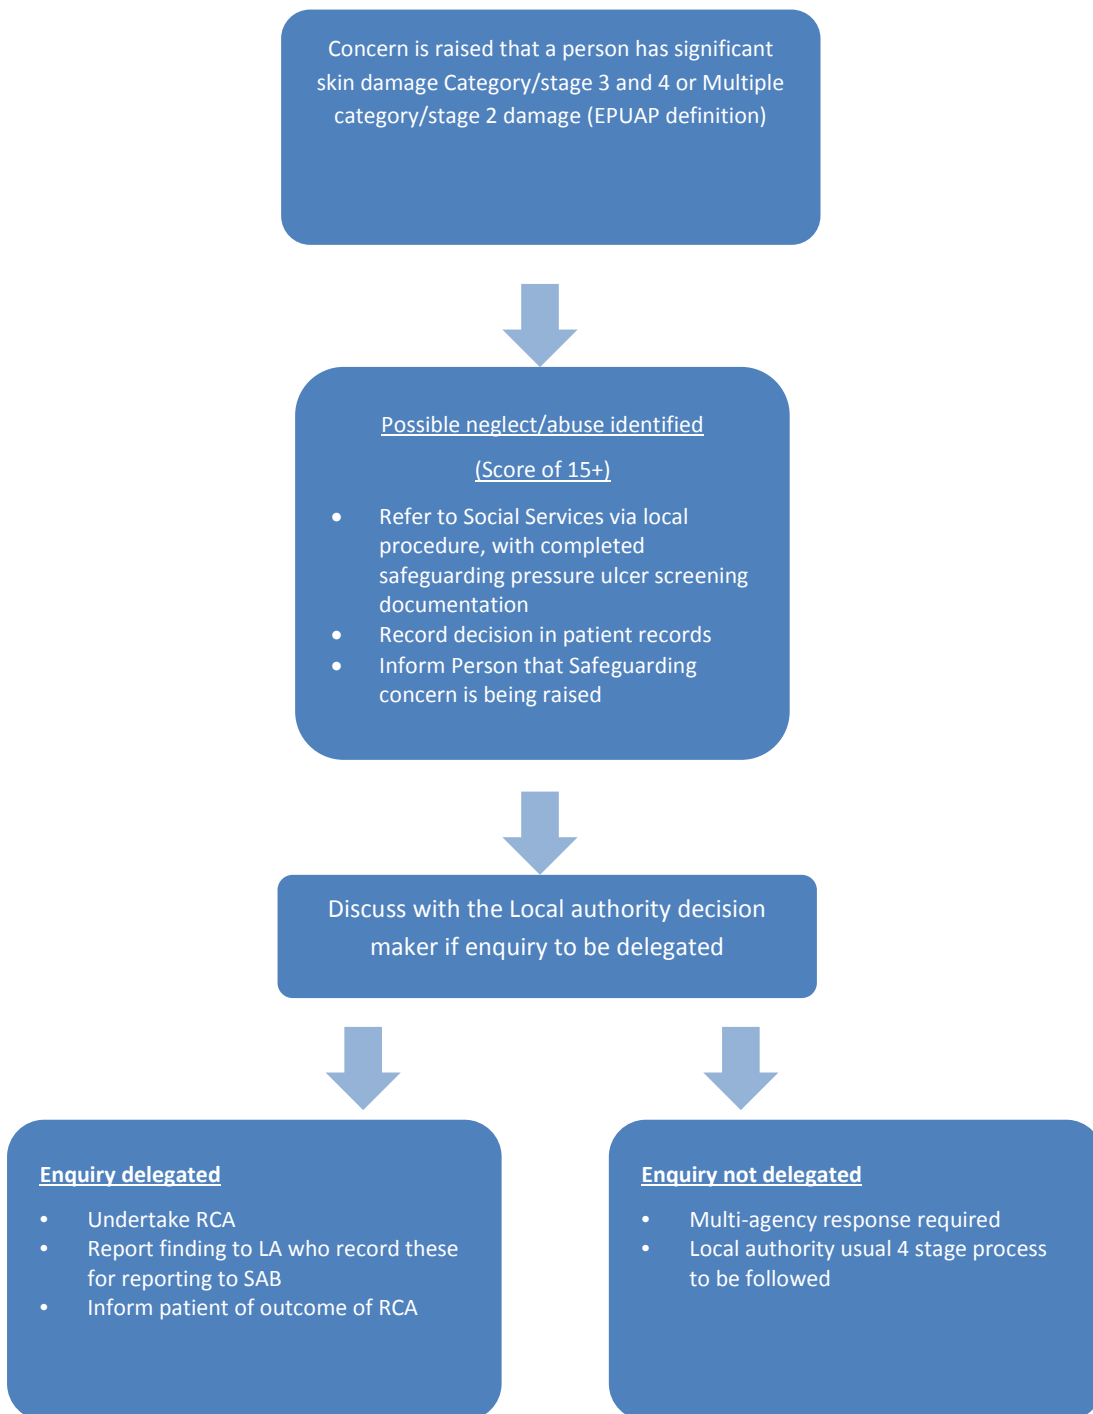 Concern is raised that a person has significant
skin damage Category/stage 3 and 4 or Multiple
category/stage 2 damage (EPUAP definition)
Possible neglect/abuse identified
(Score of 15+)
• Refer to Social Services via local
procedure, with completed
safeguarding pressure ulcer screening
documentation
• Record decision in patient records
• Inform Person that Safeguarding
concern is being raised
Discuss with the Local authority decision
maker if enquiry to be delegated
Enquiry delegated
• Undertake RCA
• Report finding to LA who record these
for reporting to SAB
• Inform patient of outcome of RCA
Enquiry not delegated
• Multi-agency response required
• Local authority usual 4 stage process
to be followed